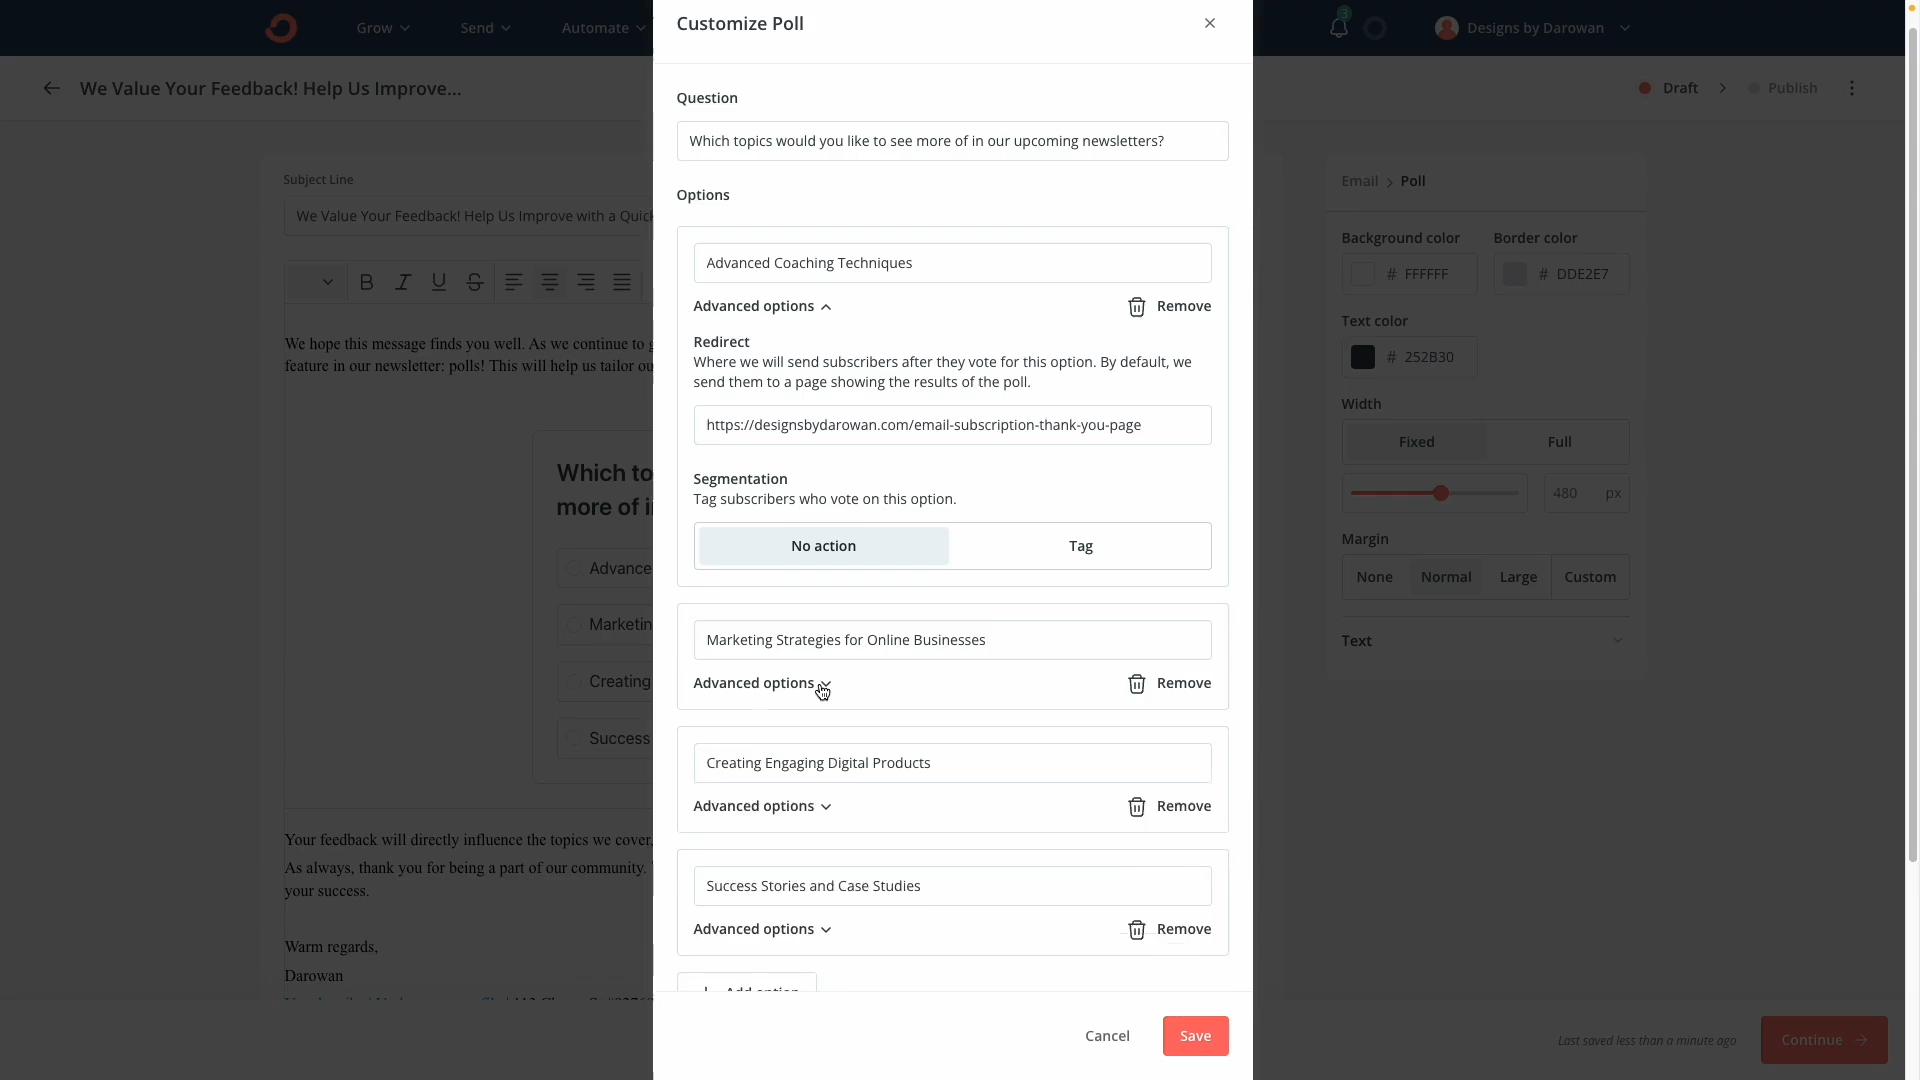 Customize Poll
Grow
Send
Automate
3
Designs by Darowan
We Value Your Feedback! Help Us Improve...
Draft
Publish
Question
Which topics would you like to see more of in our upcoming newsletters?
Options
Advanced Coaching Techniques
Advanced options
Remove
Redirect
Where we will send subscribers after they vote for this option. By default, we
send them to a page showing the results of the poll.
https://designsbydarowan.com/email-subscription-thank-you-page
Segmentation
Tag subscribers who vote on this option.
No action
Tag
Marketing Strategies for Online Businesses
Advanced options
Remove
Creating Engaging Digital Products
Advanced options
Remove
Success Stories and Case Studies
Advanced options
Remove
Add option
Cancel
Save
Subject Line
We Value Your Feedback! Help Us Improve with a Quick
B I U S
We hope this message finds you well. As we continue to g
feature in our newsletter: polls! This will help us tailor ou
Which to
more of i
Advance
Marketin
Creating
Success
Your feedback will directly influence the topics we cover,
As always, thank you for being a part of our community.
your success.
Warm regards,
Darowan
Email > Poll
Background color
Border color
# FFFFFF
# DDE2E7
Text color
# 252B30
Width
Fixed
Full
480 px
Margin
None
Normal
Large
Custom
Text
Last saved less than a minute ago
Continue